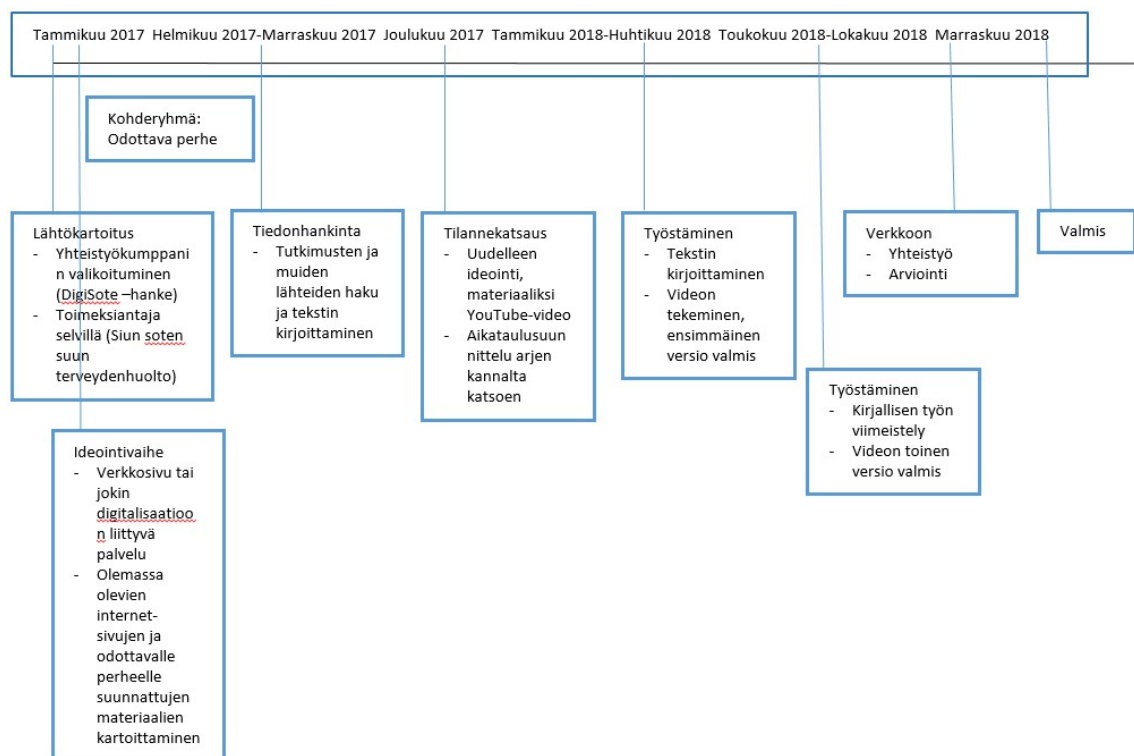 Tammikuu 2017 Helmikuu 2017-Marraskuu 2017 Joulukuu 2017 Tammikuu 2018-Huhtikuu 2018 Toukokuu 2018-Lokakuu 2018 Marraskuu 2018
Kohderyhmä:
Odottava perhe
Lähtökartoitus
- Yhteistyökumppani
n valikoituminen
(DigiSote –hanke)
- Toimeksiantaja
selvillä (Siun soten
suun
terveydenhuolto)
Ideointivaihe
- Verkkosivu tai
jokin
digitalisaatioo
n liittyvä
palvelu
- Olemassa
olevien
internet-
sivujen ja
odottavalle
perheelle
suunnattujen
materiaalien
kartoittaminen
Tiedonhankinta
- Tutkimusten ja
muiden
lähteiden haku
ja tekstin
kirjoittaminen
Tilannekatsaus
- Uudelleen
ideointi,
materiaaliksi
YouTube-video
- Aikataulusuun
nittelu arjen
kannalta
katsoen
Työstäminen
- Tekstin
kirjoittaminen
- Videon
tekeminen,
ensimmäinen
versio valmis
Työstäminen
- Kirjallisen työn
viimeistely
- Videon toinen
versio valmis
Verkkoon
- Yhteistyö
- Arviointi
Valmis